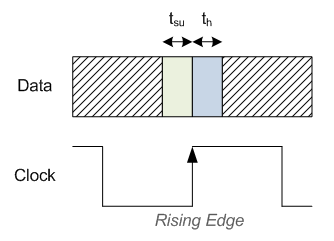 tsu th
Data
Clock
Rising Edge